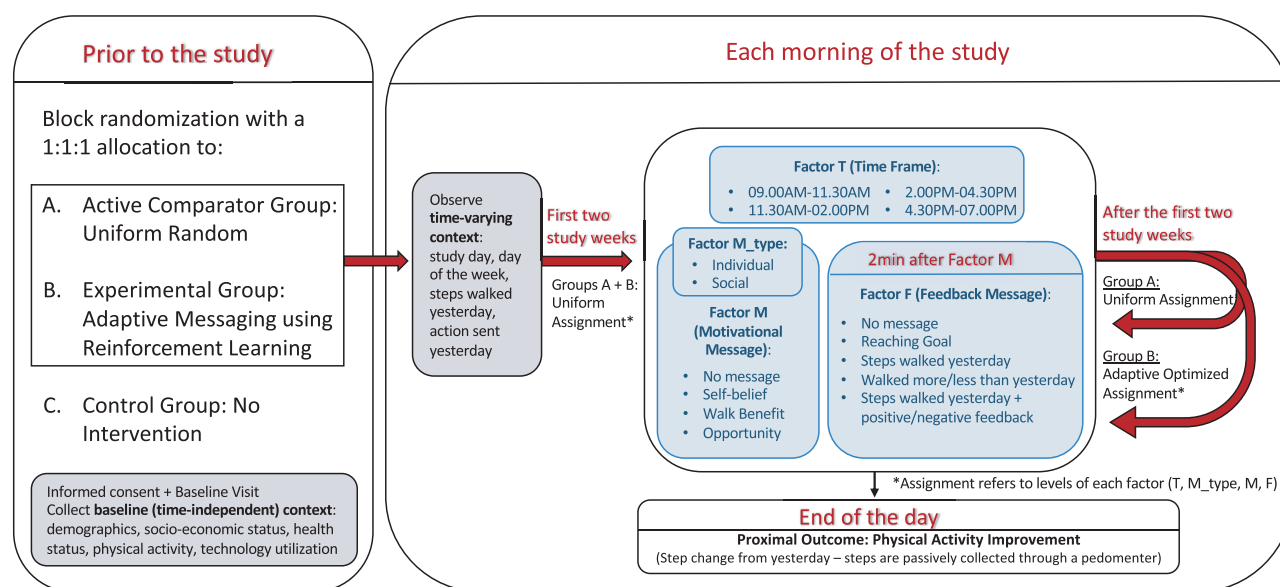 Prior to the study
Block randomization with a
1:1:1 allocation to:
A. Active Comparator Group:
Uniform Random
B. Experimental Group:
Adaptive Messaging using
Reinforcement Learning
C. Control Group: No
Intervention
Informed consent + Baseline Visit
Collect baseline (time-independent) context:
demographics, socio-economic status, health
status, physical activity, technology utilization
Each morning of the study
Observe
time-varying
context:
study day, day
of the week,
steps walked
yesterday,
action sent
yesterday
First two
study weeks
Groups A + B:
Uniform
Assignment*
Factor T (Time Frame):
• 09.00AM-11.30AM • 2.00PM-04.30PM
• 11.30AM-02.00PM • 4.30PM-07.00PM
Factor M_type:
• Individual
• Social
Factor M
(Motivational
Message):
• No message
• Self-belief
• Walk Benefit
• Opportunity
2min after Factor M
Factor F (Feedback Message):
• No message
• Reaching Goal
• Steps walked yesterday
• Walked more/less than yesterday
• Steps walked yesterday +
positive/negative feedback
After the first two
study weeks
Group A:
Uniform Assignment*
Group B:
Adaptive Optimized
Assignment*
*Assignment refers to levels of each factor (T, M_type, M, F)
End of the day
Proximal Outcome: Physical Activity Improvement
(Step change from yesterday – steps are passively collected through a pedomenter)